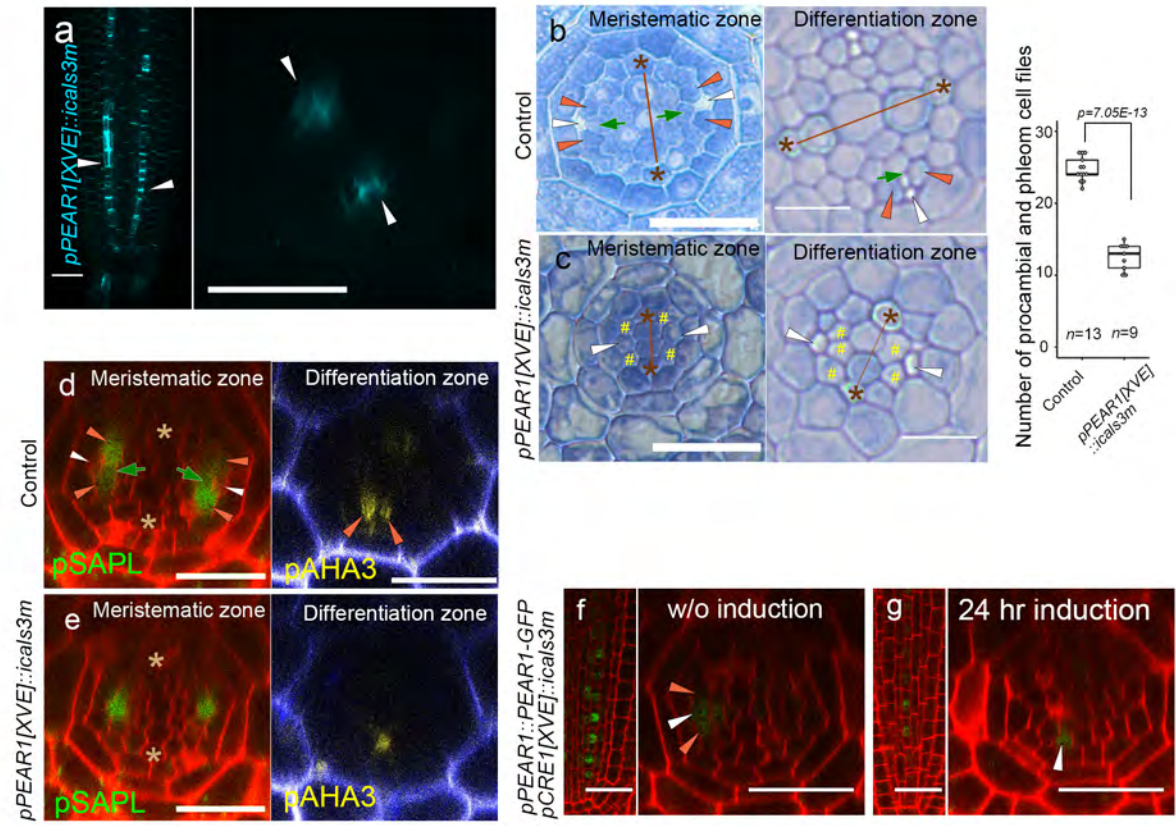 a
pPEAR1[XVE]::icals3m
b
Meristematic zone
Differentiation zone
Control
*
*
*
*
c
Meristematic zone
Differentiation zone
pPEAR1[XVE]::icals3m
*
# #
# #
*
*
# #
# #
# #
*
Number of procambial and phleom cell files
p=7.05E-13
30
20
10
0
n=13
n=9
Control
pPEAR1[XVE]
::icals3m
d
Meristematic zone
Differentiation zone
Control
*
*
pSAPL
pAHA3
e
Meristematic zone
Differentiation zone
pPEAR1[XVE]::icals3m
*
*
pSAPL
pAHA3
pPEAR1::PEAR1-GFP
pCRE1[XVE]::icals3m
f
w/o induction
g
24 hr induction